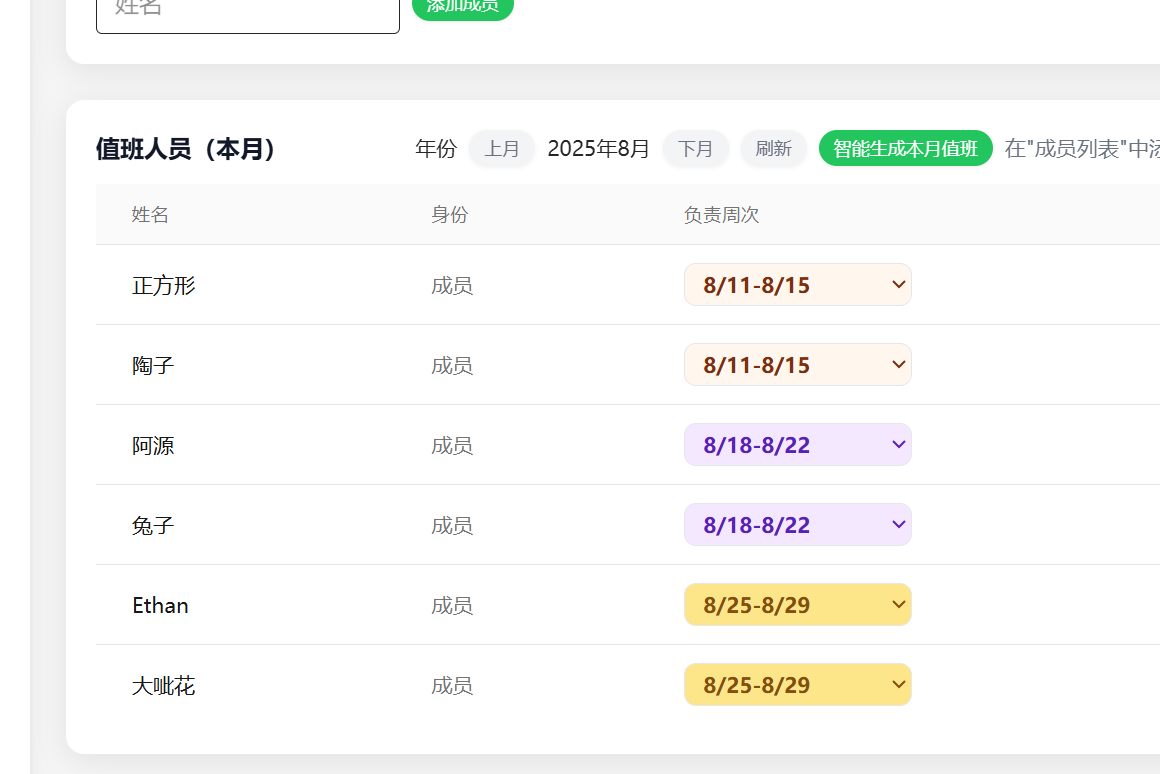 姓名
添加成员
值班人员（本月） 年份 上月 2025年8月 下月 刷新 智能生成本月值班 在"成员列表"中
姓名 身份 负责周次
正方形 成员 8/11-8/15
陶子 成员 8/11-8/15
阿源 成员 8/18-8/22
兔子 成员 8/18-8/22
Ethan 成员 8/25-8/29
大呲花 成员 8/25-8/29